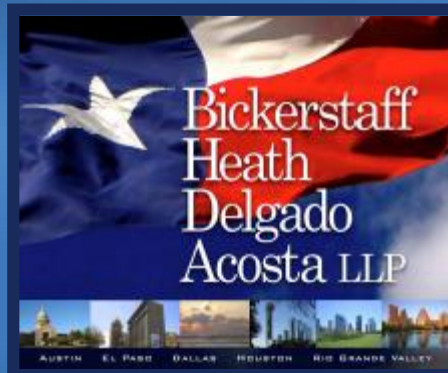 Bickerstaff
Heath
Delgado
Acosta LLP
AUSTIN EL PASO DALLAS HOUSTON RIO GRANDE VALLEY